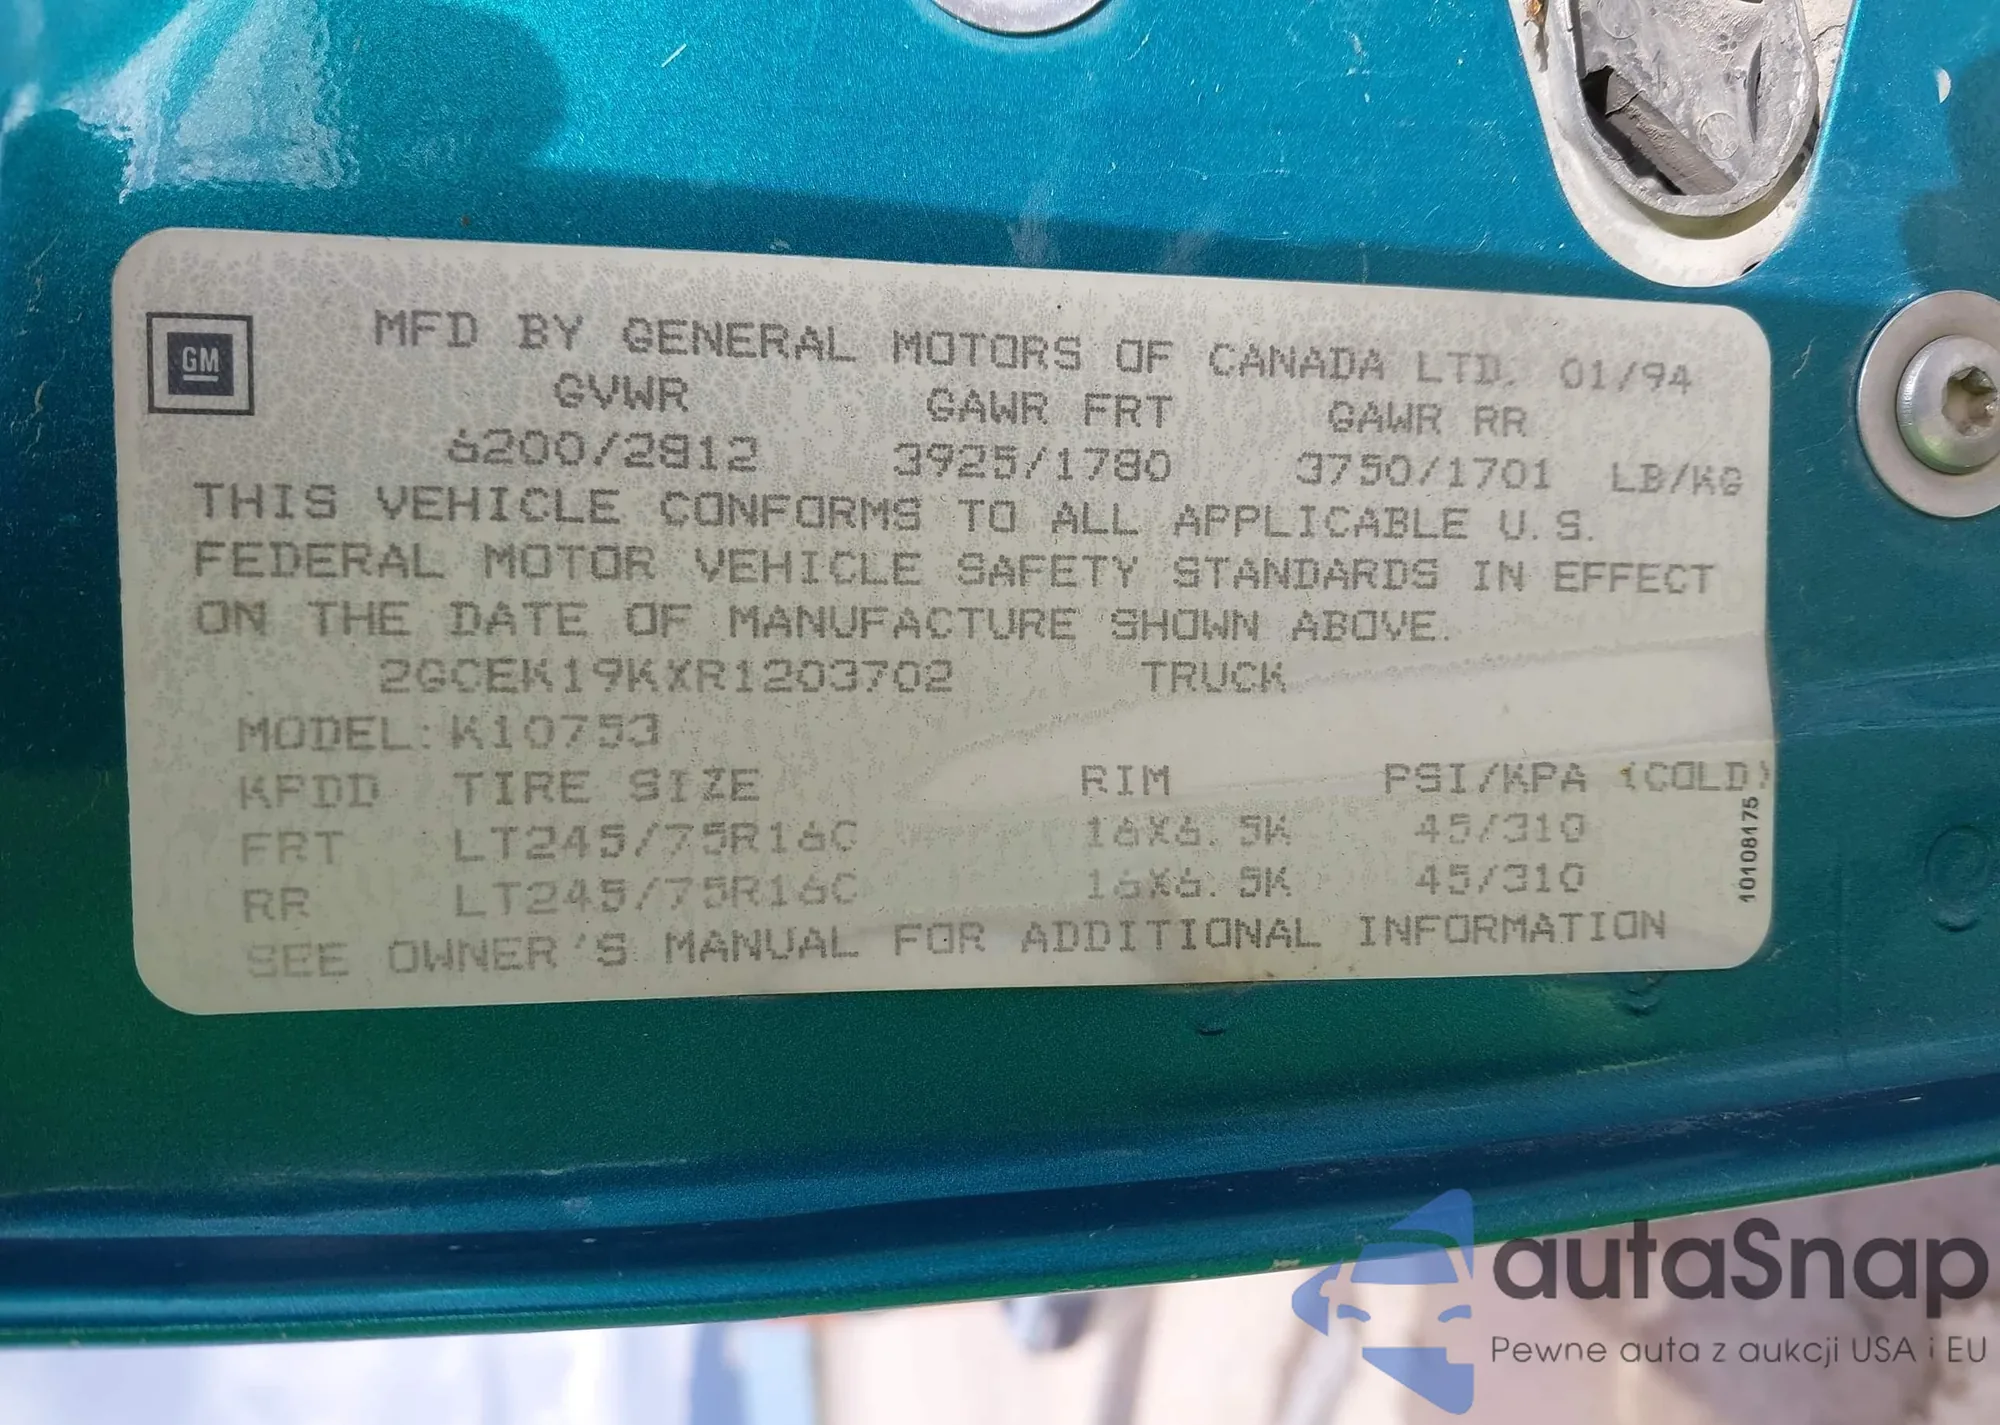 GM
MFD BY GENERAL MOTORS OF CANADA LTD. 01/94
GVWR GAWR FRT GAWR RR
6200/2812 3925/1780 3750/1701 LB/KG
THIS VEHICLE CONFORMS TO ALL APPLICABLE U.S.
FEDERAL MOTOR VEHICLE SAFETY STANDARDS IN EFFECT
ON THE DATE OF MANUFACTURE SHOWN ABOVE.
2GCEK19KXR1203702 TRUCK
MODEL:K10753
KFDD TIRE SIZE RIM PSI/KPA (COLD)
FRT LT245/75R16C 16X6.5K 45/310
RR LT245/75R16C 16X6.5K 45/310
SEE OWNER'S MANUAL FOR ADDITIONAL INFORMATION
10108175
autaSnap
Pewne auta z aukcji USA i EU